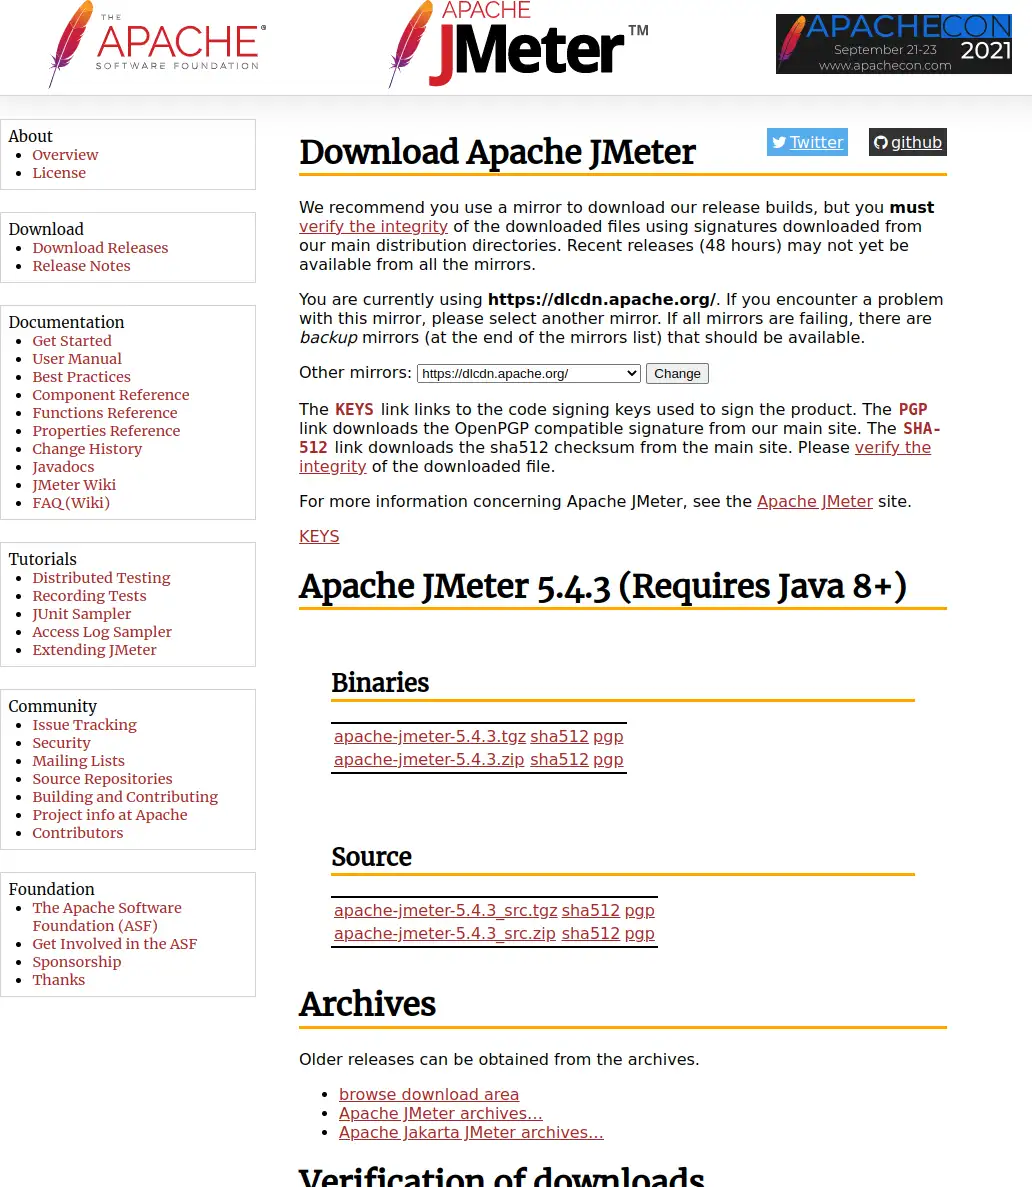 THE
APACHE®
SOFTWARE FOUNDATION
APACHE
JMeter™
APACHECON
September 21-23
2021
www.apachecon.com
About
Overview
License
Download
Download Releases
Release Notes
Documentation
Get Started
User Manual
Best Practices
Component Reference
Functions Reference
Properties Reference
Change History
Javadocs
JMeter Wiki
FAQ (Wiki)
Tutorials
Distributed Testing
Recording Tests
JUnit Sampler
Access Log Sampler
Extending JMeter
Community
Issue Tracking
Security
Mailing Lists
Source Repositories
Building and Contributing
Project info at Apache
Contributors
Foundation
The Apache Software
Foundation (ASF)
Get Involved in the ASF
Sponsorship
Thanks
Twitter
github
Download Apache JMeter
We recommend you use a mirror to download our release builds, but you must
verify the integrity of the downloaded files using signatures downloaded from
our main distribution directories. Recent releases (48 hours) may not yet be
available from all the mirrors.
You are currently using https://dlcdn.apache.org/. If you encounter a problem
with this mirror, please select another mirror. If all mirrors are failing, there are
backup mirrors (at the end of the mirrors list) that should be available.
Other mirrors: https://dlcdn.apache.org/ Change
The KEYS link links to the code signing keys used to sign the product. The PGP
link downloads the OpenPGP compatible signature from our main site. The SHA-
512 link downloads the sha512 checksum from the main site. Please verify the
integrity of the downloaded file.
For more information concerning Apache JMeter, see the Apache JMeter site.
KEYS
Apache JMeter 5.4.3 (Requires Java 8+)
Binaries
apache-jmeter-5.4.3.tgz sha512 pgp
apache-jmeter-5.4.3.zip sha512 pgp
Source
apache-jmeter-5.4.3_src.tgz sha512 pgp
apache-jmeter-5.4.3_src.zip sha512 pgp
Archives
Older releases can be obtained from the archives.
browse download area
Apache JMeter archives...
Apache Jakarta JMeter archives...
Verification of downloads